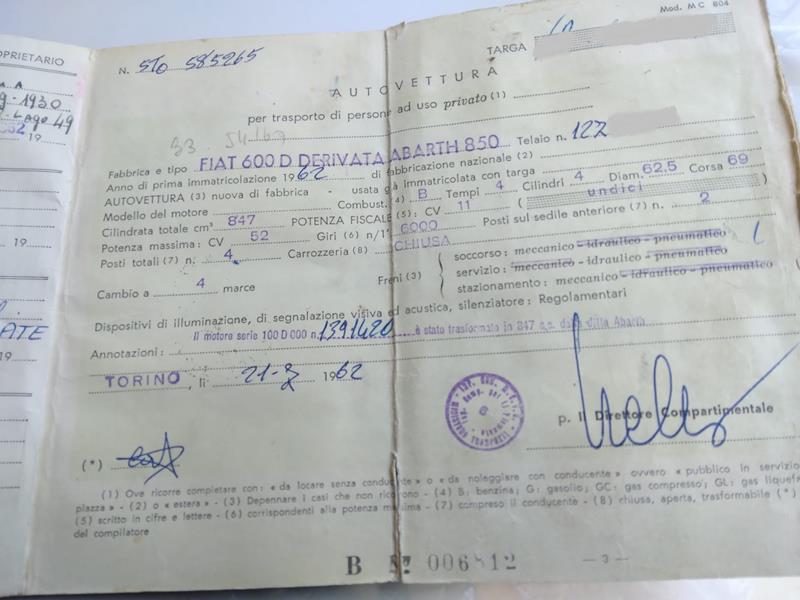 Mod. M C 804
PROPRIETARIO
N. 510 585265
TARGA
AUTOVETTURA
per trasporto di persone ad uso privato (1)
Fabbrica e tipo FIAT 600 D DERIVATA ABARTH 850 Telaio n. 122
Anno di prima immatricolazione 1962 di fabbricazione nazionale (2)
AUTOVETTURA (3) nuova di fabbrica - usata già immatricolata con targa
Modello del motore Combust. (4) B Tempi 4 Cilindri 4 Diam. 62,5 Corsa 69
Cilindrata totale cm³ 847 POTENZA FISCALE (5): CV 11 ( undici )
Potenza massima: CV 52 Giri (6) n/1' 6000 Posti sul sedile anteriore (7) n. 2
Posti totali (7) n. 4 Carrozzeria (8) CHIUSA
Cambio a 4 marce
Freni (3)
soccorso: meccanico - idraulico - pneumatico
servizio: meccanico - idraulico - pneumatico
stazionamento: meccanico - idraulico - pneumatico
Dispositivi di illuminazione, di segnalazione visiva ed acustica, silenziatore: Regolamentari
Annotazioni: Il motore serie 100 D 000 n. 1391420 è stato trasformato in 847 c.c. dalla ditta Abarth
TORINO, li 21-3 1962
p. Il Direttore Compartimentale
(*)
(1) Ove ricorre completare con: « da locare senza conducente » o « da noleggiare con conducente » ovvero « pubblico in servizio
piazza » - (2) o « estera » - (3) Depennare i casi che non ricorrono - (4) B: benzina; G: gasolio; GC: gas compresso; GL: gas liquef
(5) scritto in cifre e lettere - (6) corrispondenti alla potenza massima - (7) compreso il conducente - (8) chiusa, aperta, trasformabile (*)
del compilatore
B 006812
— 3 —